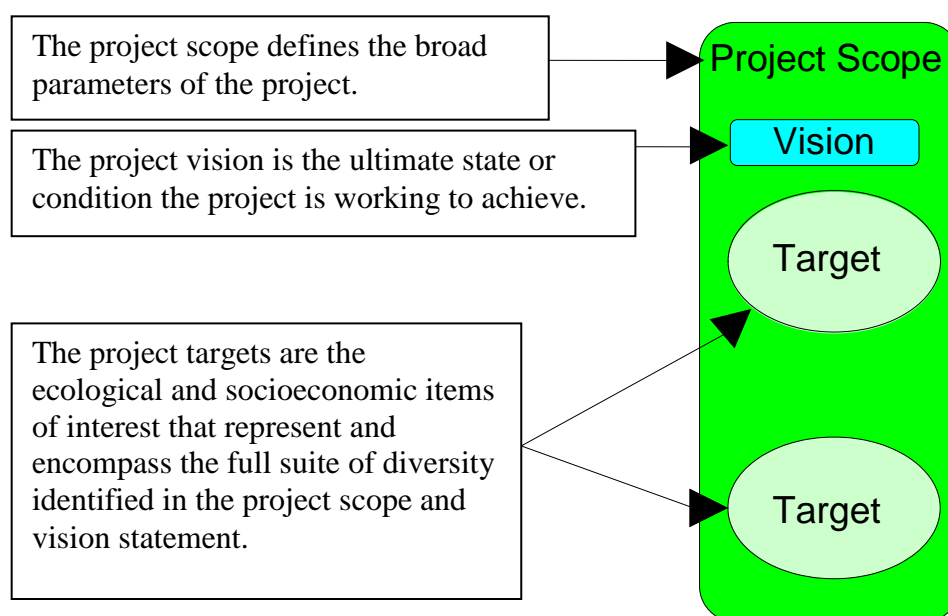 The project scope defines the broad
parameters of the project.
Project Scope
The project vision is the ultimate state or
condition the project is working to achieve.
Vision
Target
The project targets are the
ecological and socioeconomic items
of interest that represent and
encompass the full suite of diversity
identified in the project scope and
vision statement.
Target